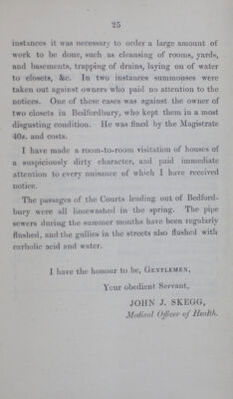 25
instances it was necessary to order a large amount of
work to be done, such as cleansing of rooms, yards,
and basements, trapping of drains, laying on of water
to closets, &c. In two instances summonses were
taken out against owners who paid no attention to the
notices. One of these cases was against the owner of
two closets in Bedfordbury, who kept them in a most
disgusting condition. He was fined by the Magistrate
40s. and costs.
I have made a room-to-room visitation of houses of
a suspiciously dirty character, and paid immediate
attention to every nuisance of which I have received
notice.
The passages of the Courts leading out of Bedford-
bury were all limewashed in the spring. The pipe
sewers during the summer months have been regularly
flushed, and the gullies in the streets also flushed with
carbolic acid and water.
I have the honour to be, GENTLEMEN,
Your obedient Servant,
JOHN J. SKEGG,
Medical Officer of Health.